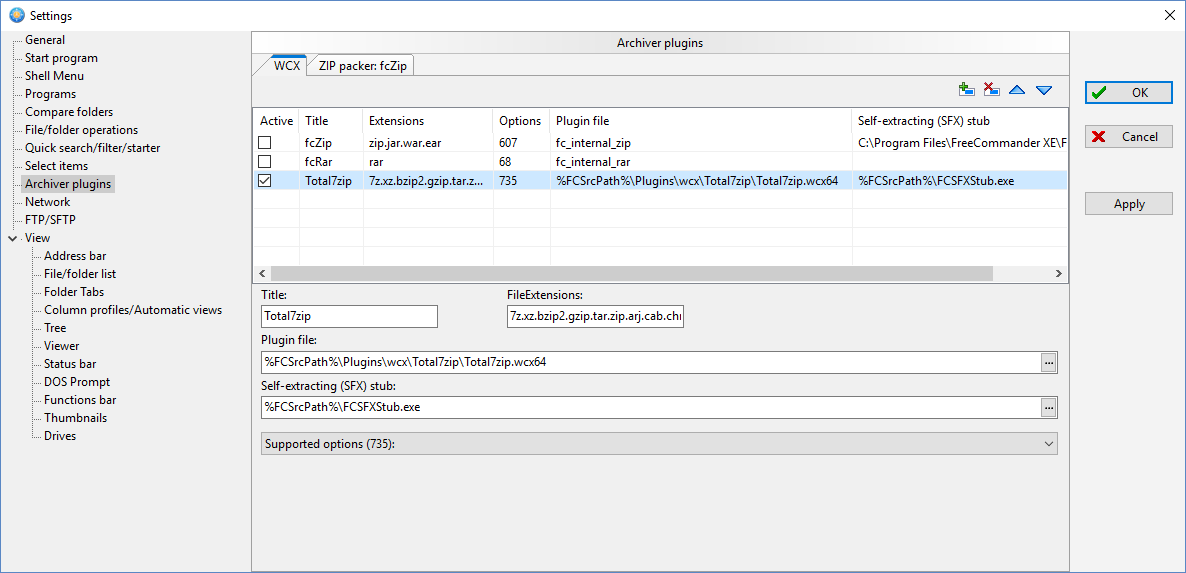 Settings
General
Start program
Shell Menu
Programs
Compare folders
File/folder operations
Quick search/filter/starter
Select items
Archiver plugins
Network
FTP/SFTP
View
Address bar
File/folder list
Folder Tabs
Column profiles/Automatic views
Tree
Viewer
Status bar
DOS Prompt
Functions bar
Thumbnails
Drives
Archiver plugins
WCX ZIP packer: fcZip
Active Title Extensions Options Plugin file Self-extracting (SFX) stub
fcZip zip.jar.war.ear 607 fc_internal_zip C:\Program Files\FreeCommander XE\F
fcRar rar 68 fc_internal_rar
Total7zip 7z.xz.bzip2.gzip.tar.z... 735 %FCSrcPath%\Plugins\wcx\Total7zip\Total7zip.wcx64 %FCSrcPath%\FCSFXStub.exe
Title: FileExtensions:
Total7zip 7z.xz.bzip2.gzip.tar.zip.arj.cab.chm
Plugin file:
%FCSrcPath%\Plugins\wcx\Total7zip\Total7zip.wcx64 ...
Self-extracting (SFX) stub:
%FCSrcPath%\FCSFXStub.exe ...
Supported options (735):
OK
Cancel
Apply